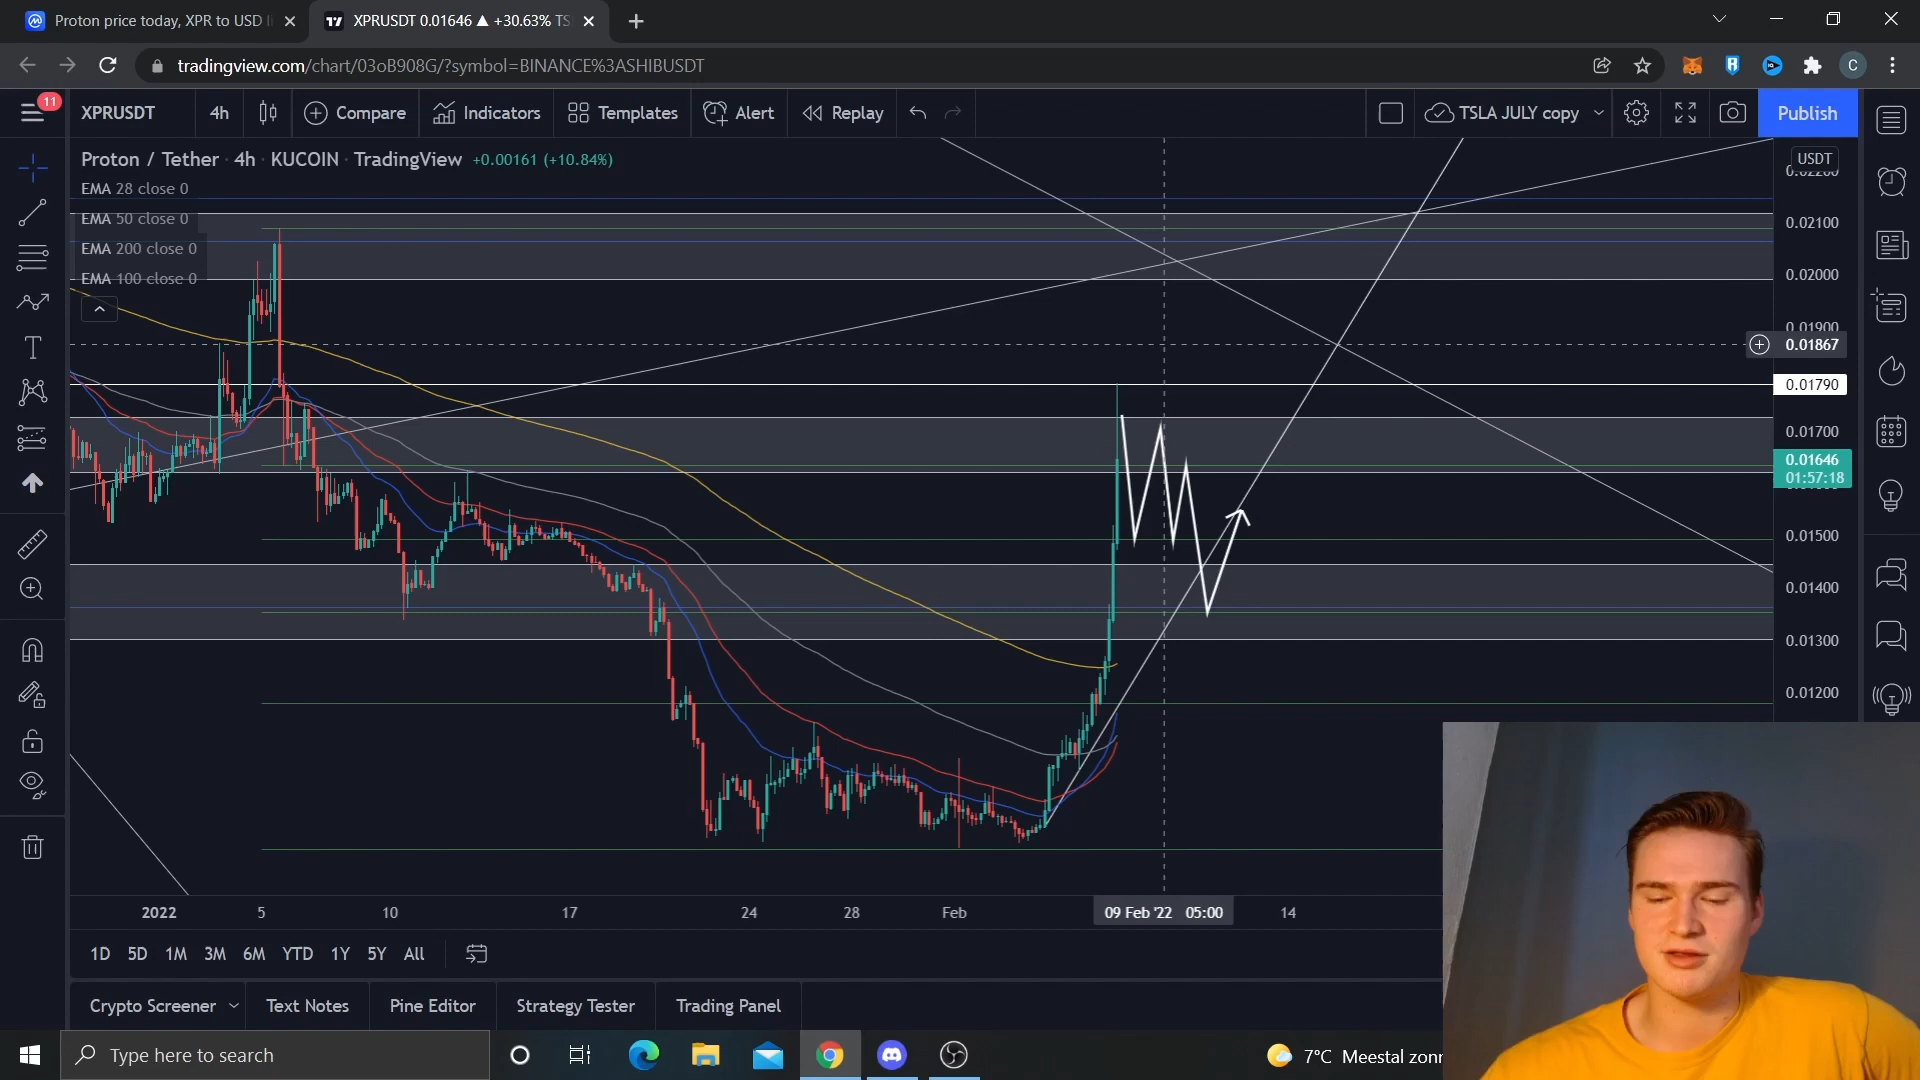 Proton price today, XPR to USD l
XPRUSDT 0.01646 ▲ +30.63% TS
tradingview.com/chart/03oB908G/?symbol=BINANCE%3ASHIBUSDT
C
11
XPRUSDT
4h
Compare
Indicators
Templates
Alert
Replay
TSLA JULY copy
Publish
Proton / Tether · 4h · KUCOIN · TradingView +0.00161 (+10.84%)
USDT
EMA 28 close 0
EMA 50 close 0
0.02100
EMA 200 close 0
0.02000
EMA 100 close 0
0.01900
0.01867
0.01790
0.01700
0.01646
01:57:18
0.01500
0.01400
0.01300
0.01200
2022
5
10
17
24
28
Feb
09 Feb '22 05:00
14
1D
5D
1M
3M
6M
YTD
1Y
5Y
All
Crypto Screener
Text Notes
Pine Editor
Strategy Tester
Trading Panel
Type here to search
7°C Meestal zonr